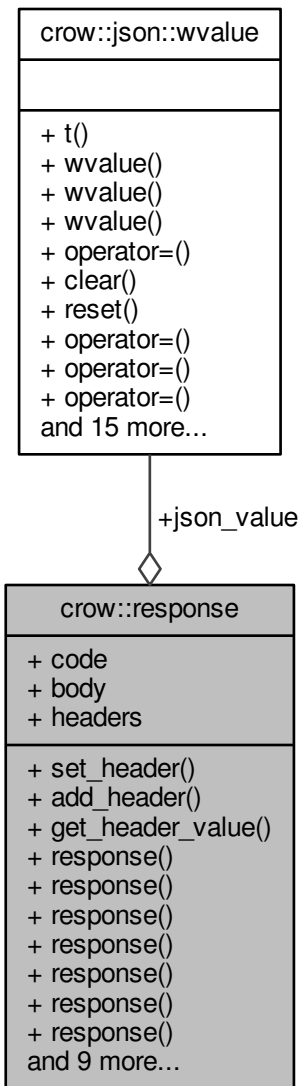 crow::json::wvalue
+ t()
+ wvalue()
+ wvalue()
+ wvalue()
+ operator=()
+ clear()
+ reset()
+ operator=()
+ operator=()
+ operator=()
and 15 more...
+json_value
crow::response
+ code
+ body
+ headers
+ set_header()
+ add_header()
+ get_header_value()
+ response()
+ response()
+ response()
+ response()
+ response()
+ response()
+ response()
and 9 more...